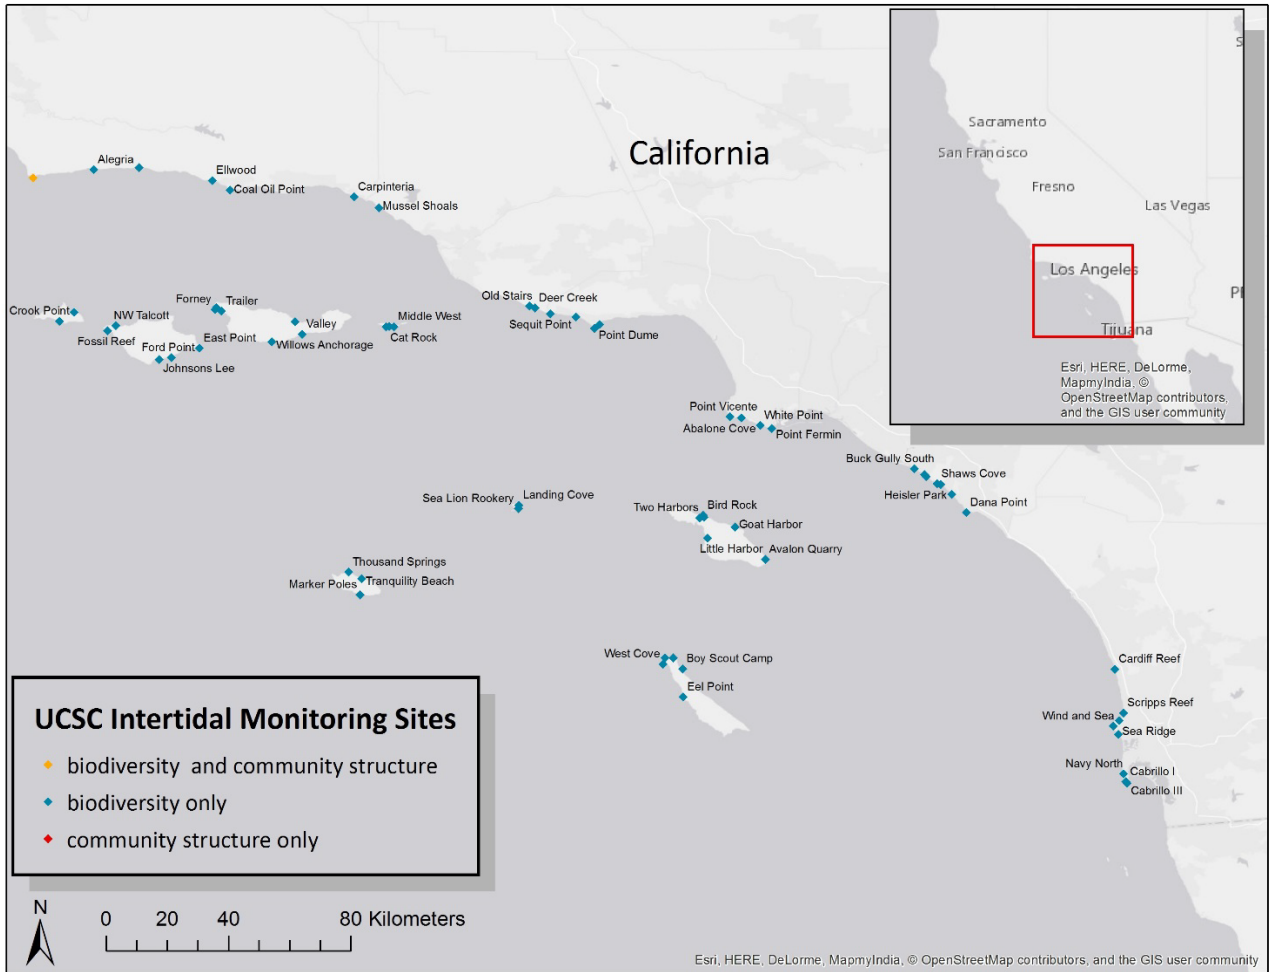 California
Alegria
Ellwood
Coal Oil Point
Carpinteria
Mussel Shoals
Crook Point
NW Talcott
Fossil Reef
Forney
Trailer
Ford Point
East Point
Johnsons Lee
Valley
Willows Anchorage
Middle West
Cat Rock
Old Stairs
Deer Creek
Sequit Point
Point Dume
Point Vicente
White Point
Abalone Cove
Point Fermin
Buck Gully South
Shaws Cove
Heisler Park
Dana Point
Sea Lion Rookery
Landing Cove
Two Harbors
Bird Rock
Goat Harbor
Little Harbor
Avalon Quarry
Thousand Springs
Marker Poles
Tranquility Beach
West Cove
Boy Scout Camp
Eel Point
Cardiff Reef
Scripps Reef
Wind and Sea
Sea Ridge
Navy North
Cabrillo I
Cabrillo III
Sacramento
San Francisco
Fresno
Las Vegas
Los Angeles
Tijuana
Esri, HERE, DeLorme,
MapmyIndia, ©
OpenStreetMap contributors,
and the GIS user community
UCSC Intertidal Monitoring Sites
biodiversity and community structure
biodiversity only
community structure only
N
0 20 40 80 Kilometers
Esri, HERE, DeLorme, MapmyIndia, © OpenStreetMap contributors, and the GIS user community